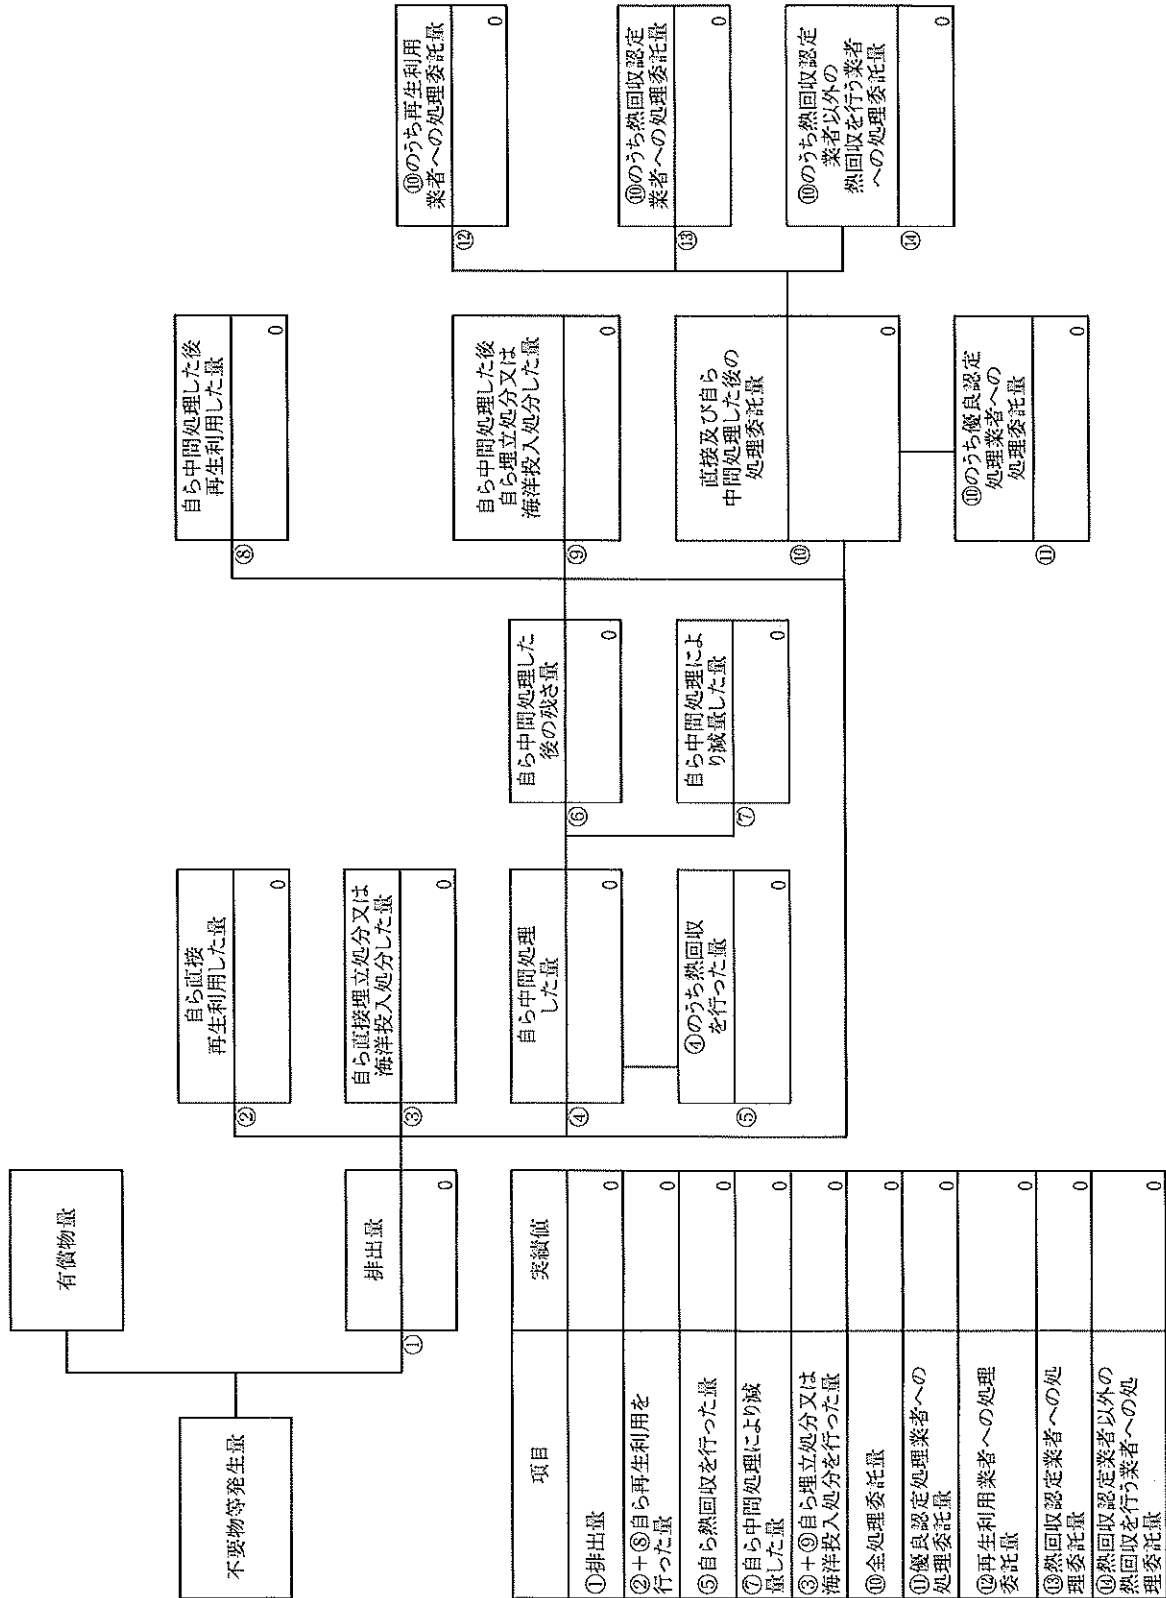 不要物等発生量
有償物量
①
排出量
0
②
自ら直接
再生利用した量
0
③
自ら直接埋立処分又は
海洋投入処分した量
0
④
自ら中間処理
した量
0
⑤
④のうち熱回収
を行った量
0
⑥
自ら中間処理した
後の残さ量
0
⑦
自ら中間処理によ
り減量した量
0
⑧
自ら中間処理した後
再生利用した量
0
⑨
自ら中間処理した後
自ら埋立処分又は
海洋投入処分した量
0
⑩
直接及び自ら
中間処理した後の
処理委託量
0
⑪
⑩のうち優良認定
処理業者への
処理委託量
0
⑫
⑩のうち再生利用
業者への処理委託量
0
⑬
⑩のうち熱回収認定
業者への処理委託量
0
⑭
⑩のうち熱回収認定
業者以外の
熱回収を行う業者
への処理委託量
0
項目
実績値
①排出量
0
②+⑧自ら再生利用を
行った量
0
⑤自ら熱回収を行った量
0
⑦自ら中間処理により減
量した量
0
③+⑨自ら埋立処分又は
海洋投入処分を行った量
0
⑩全処理委託量
0
⑪優良認定処理業者への
処理委託量
0
⑫再生利用業者への処理
委託量
0
⑬熱回収認定業者への処
理委託量
0
⑭熱回収認定業者以外の
熱回収を行う業者への処
理委託量
0